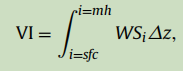 VI = ∫_{i=sfc}^{i=mh} WS_i Δz,